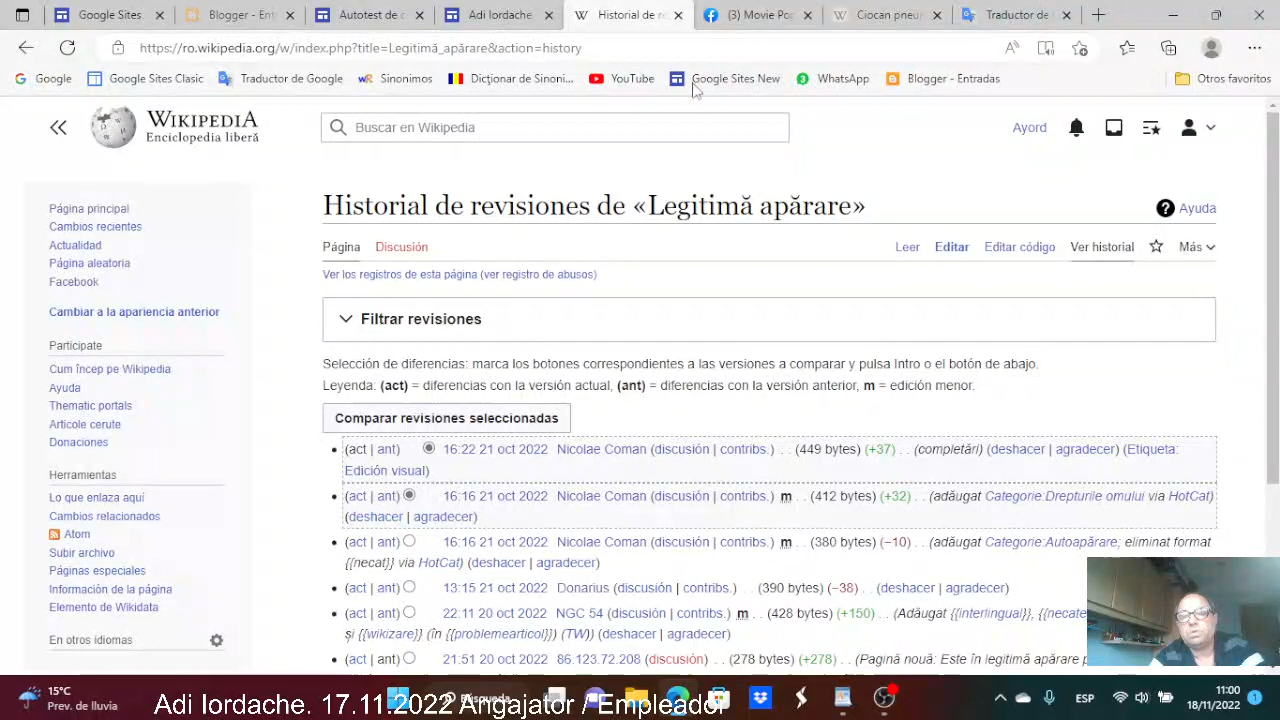 Google Sites
Blogger - Entra
Autotest de c
Adi Iordache
Historial de re
(3) Movie Po
Ciocan pneu
Traductor de
https://ro.wikipedia.org/w/index.php?title=Legitimă_apărare&action=history
Google
Google Sites Clasic
Traductor de Google
wR Sinonimos
Dicţionar de Sinoni...
YouTube
Google Sites New
3 WhatsApp
Blogger - Entradas
Otros favoritos
WIKIPEDIA
Enciclopedia liberă
Buscar en Wikipedia
Ayord
Página principal
Cambios recientes
Actualidad
Página aleatoria
Facebook
Cambiar a la apariencia anterior
Participate
Cum încep pe Wikipedia
Ayuda
Thematic portals
Articole cerute
Donaciones
Herramientas
Lo que enlaza aquí
Cambios relacionados
Atom
Subir archivo
Páginas especiales
Información de la página
Elemento de Wikidata
En otros idiomas
Historial de revisiones de «Legitimă apărare»
Ayuda
Página Discusión Leer Editar Editar código Ver historial Más
Ver los registros de esta página (ver registro de abusos)
Filtrar revisiones
Selección de diferencias: marca los botones correspondientes a las versiones a comparar y pulsa Intro o el botón de abajo.
Leyenda: (act) = diferencias con la versión actual, (ant) = diferencias con la versión anterior, m = edición menor.
Comparar revisiones seleccionadas
(act | ant) 16:22 21 oct 2022 Nicolae Coman (discusión | contribs.) . . (449 bytes) (+37) . . (completări) (deshacer | agradecer) (Etiqueta:
Edición visual)
(act | ant) 16:16 21 oct 2022 Nicolae Coman (discusión | contribs.) m . . (412 bytes) (+32) . . (adăugat Categorie:Drepturile omului via HotCat)
(deshacer | agradecer)
(act | ant) 16:16 21 oct 2022 Nicolae Coman (discusión | contribs.) m . . (380 bytes) (−10) . . (adăugat Categorie:Autoapărare; eliminat format
{{necat}} via HotCat) (deshacer | agradecer)
(act | ant) 13:15 21 oct 2022 Donarius (discusión | contribs.) . . (390 bytes) (−38) . . (deshacer | agradecer)
(act | ant) 22:11 20 oct 2022 NGC 54 (discusión | contribs.) m . . (428 bytes) (+150) . . (Adăugat {{interlingual}}, {{necate
și {{wikizare}} (în {{problemearticol}}) (TW)) (deshacer | agradecer)
(act | ant) 21:51 20 oct 2022 86.123.72.208 (discusión) . . (278 bytes) (+278) . . (Pagină nouă: Este în legitimă apărare p
15°C
Prev. de lluvia
Búsqueda
Adi Iordache. 17.11.2022 Angajator / Empleador
ESP
11:00
18/11/2022
1